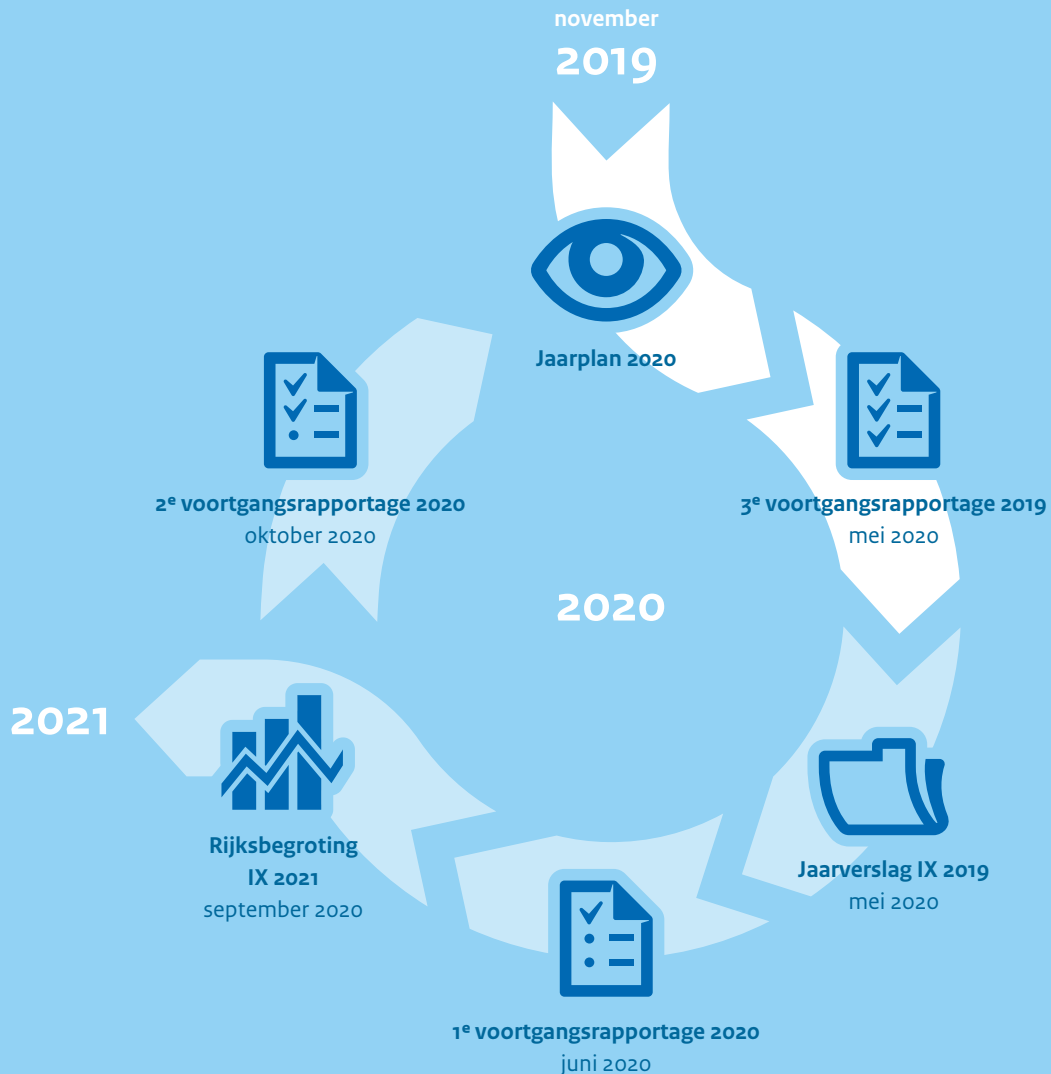 november
2019
Jaarplan 2020
3e voortgangsrapportage 2019
mei 2020
2e voortgangsrapportage 2020
oktober 2020
2020
2021
Jaarverslag IX 2019
mei 2020
Rijksbegroting
IX 2021
september 2020
1e voortgangsrapportage 2020
juni 2020